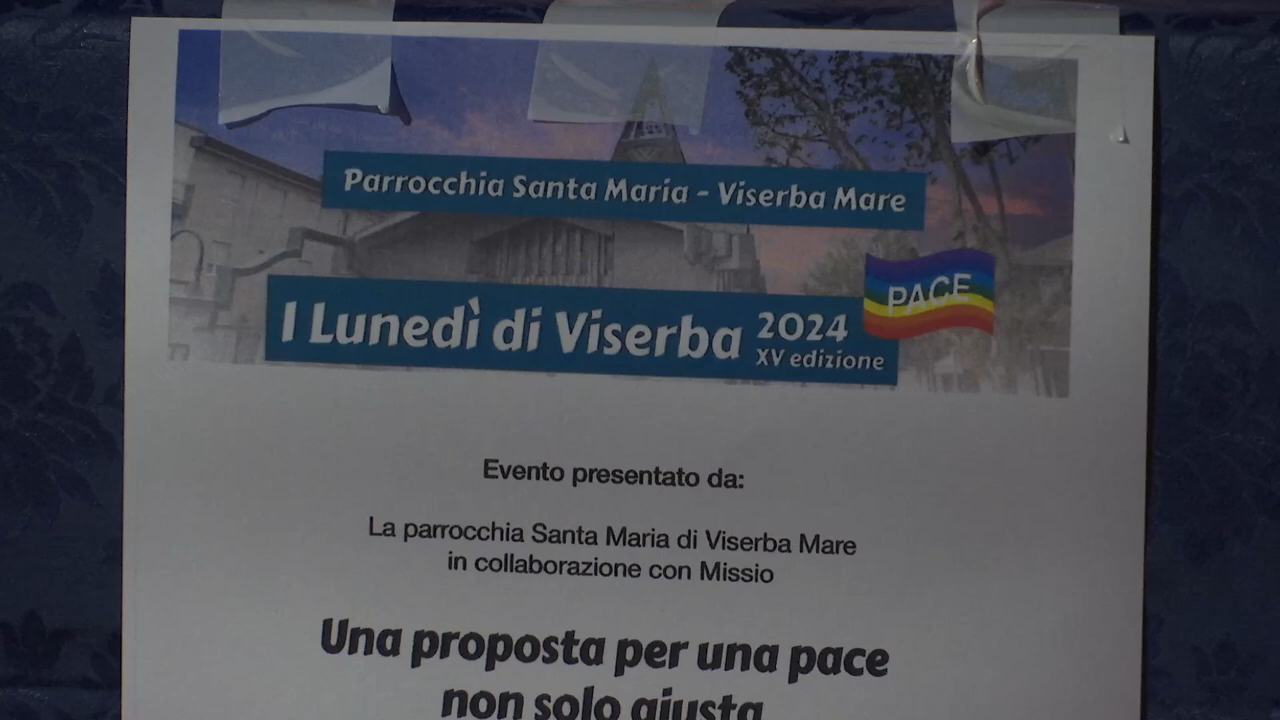 Parrocchia Santa Maria - Viserba Mare
I Lunedì di Viserba
2024
XV edizione
PACE
Evento presentato da:
La parrocchia Santa Maria di Viserba Mare
in collaborazione con Missio
Una proposta per una pace
non solo giusta